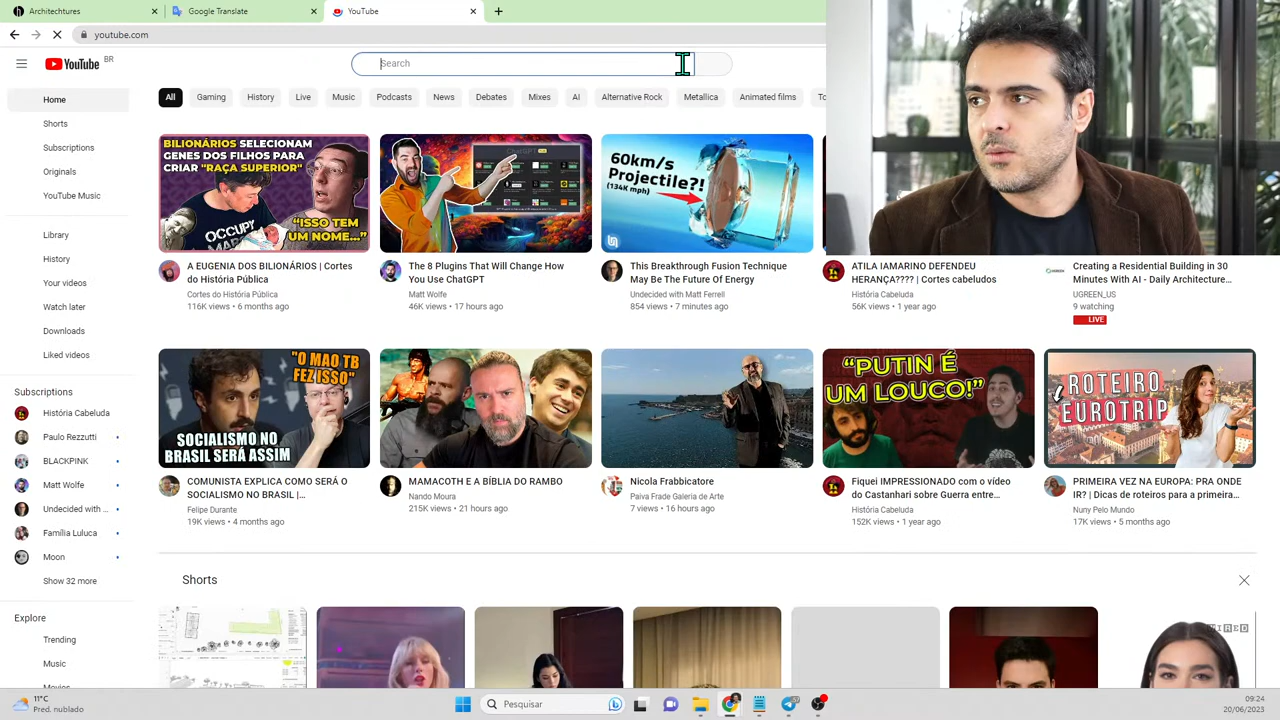 Architechtures
Google Translate
YouTube
youtube.com
YouTube BR
Search
Home
Shorts
Subscriptions
Originals
YouTube Music
Library
History
Your videos
Watch later
Downloads
Liked videos
Subscriptions
História Cabeluda
Paulo Rezzutti
BLACKPINK
Matt Wolfe
Undecided with ...
Família Luluca
Moon
Show 32 more
Explore
Trending
Music
All
Gaming
History
Live
Music
Podcasts
News
Debates
Mixes
AI
Alternative Rock
Metallica
Animated films
BILIONÁRIOS SELECIONAM
GENES DOS FILHOS PARA
CRIAR "RAÇA SUPERIOR"
OCCUPY
"ISSO TEM
UM NOME..."
A EUGENIA DOS BILIONÁRIOS | Cortes
do História Pública
Cortes do História Pública
116K views • 6 months ago
ChatGPT
The 8 Plugins That Will Change How
You Use ChatGPT
Matt Wolfe
46K views • 17 hours ago
60km/s
Projectile?!
(134K mph)
This Breakthrough Fusion Technique
May Be The Future Of Energy
Undecided with Matt Ferrell
854 views • 7 minutes ago
ATILA IAMARINO DEFENDEU
HERANÇA???? | Cortes cabeludos
História Cabeluda
56K views • 1 year ago
Creating a Residential Building in 30
Minutes With AI - Daily Architecture...
UGREEN_US
9 watching
LIVE
"O MAO TB
FEZ ISSO"
SOCIALISMO NO
BRASIL SERÁ ASSIM
COMUNISTA EXPLICA COMO SERÁ O
SOCIALISMO NO BRASIL |...
Felipe Durante
19K views • 4 months ago
MAMACOTH E A BÍBLIA DO RAMBO
Nando Moura
215K views • 21 hours ago
Nicola Frabbicatore
Paiva Frade Galeria de Arte
7 views • 16 hours ago
"PUTIN É
UM LOUCO!"
Fiquei IMPRESSIONADO com o vídeo
do Castanhari sobre Guerra entre...
História Cabeluda
152K views • 1 year ago
ROTEIRO
EUROTRIP
PRIMEIRA VEZ NA EUROPA: PRA ONDE
IR? | Dicas de roteiros para a primeira...
Nuny Pelo Mundo
17K views • 5 months ago
Shorts
WIRED
11°C
Pred. nublado
Pesquisar
09:24
20/06/2023